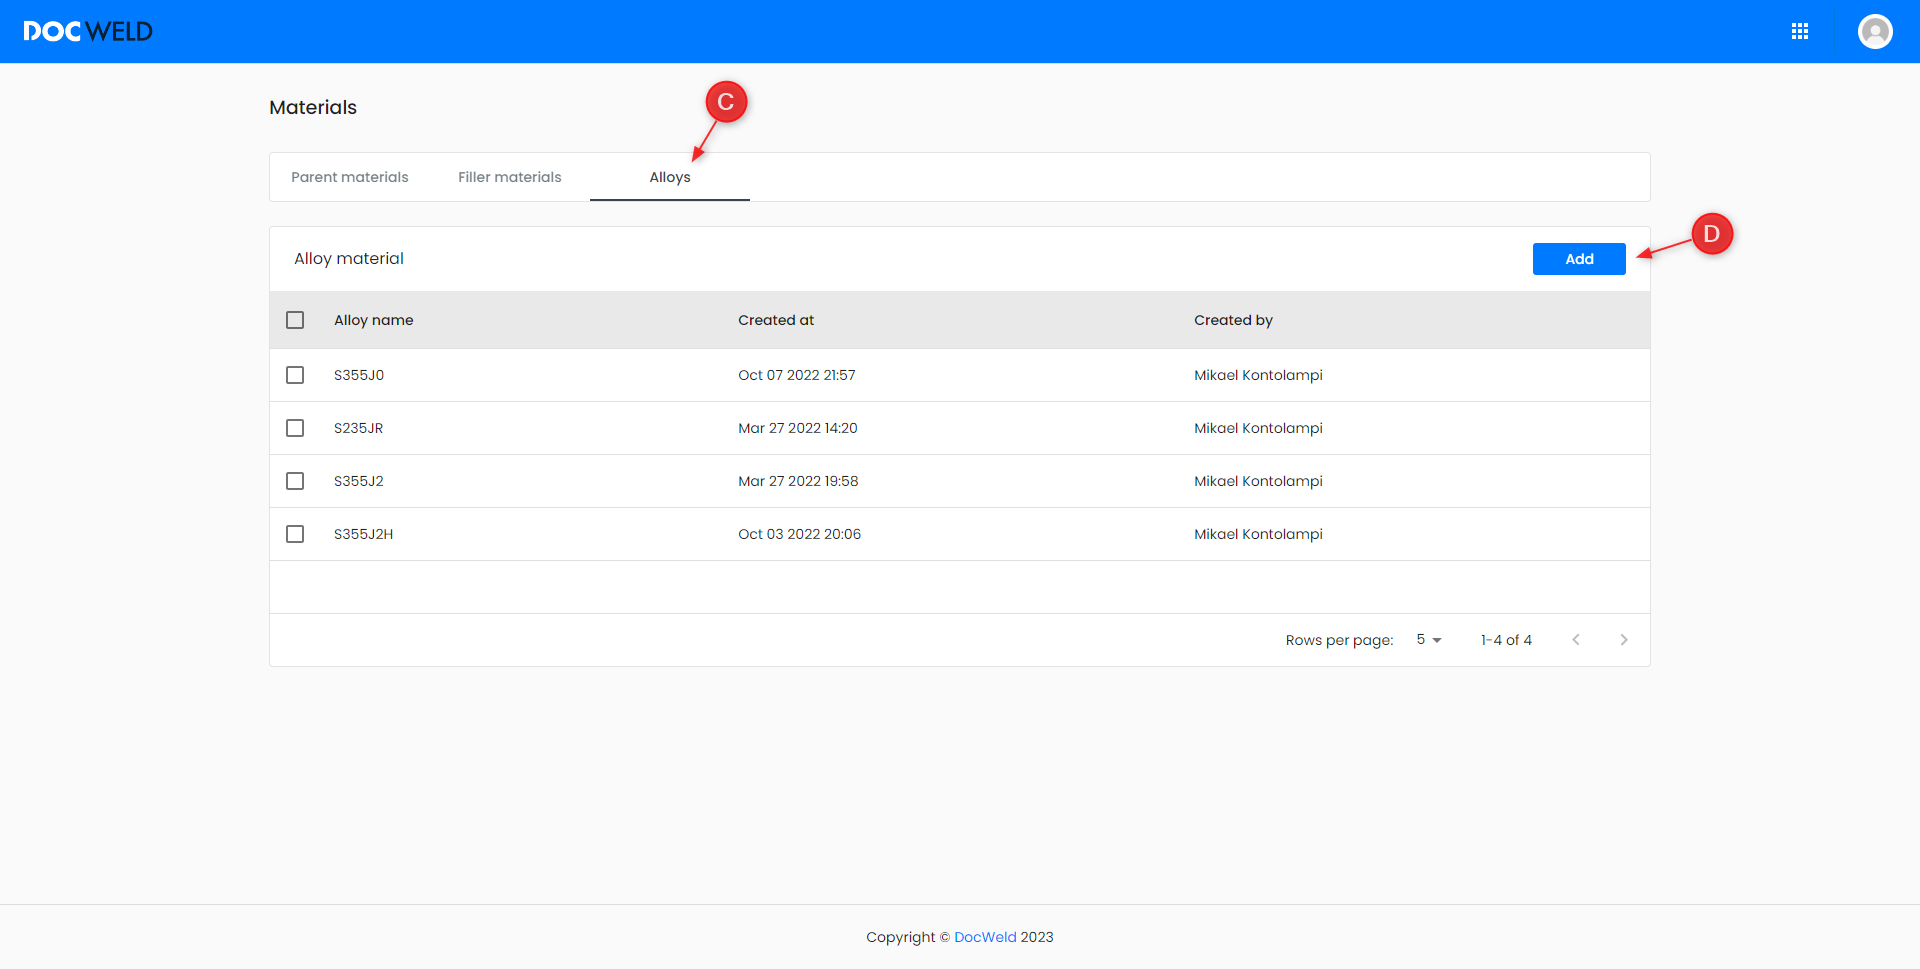 DOCWELD
C
Materials
Parent materials Filler materials Alloys
D
Alloy material Add
Alloy name Created at Created by
S355J0 Oct 07 2022 21:57 Mikael Kontolampi
S235JR Mar 27 2022 14:20 Mikael Kontolampi
S355J2 Mar 27 2022 19:58 Mikael Kontolampi
S355J2H Oct 03 2022 20:06 Mikael Kontolampi
Rows per page: 5 1-4 of 4
Copyright © DocWeld 2023